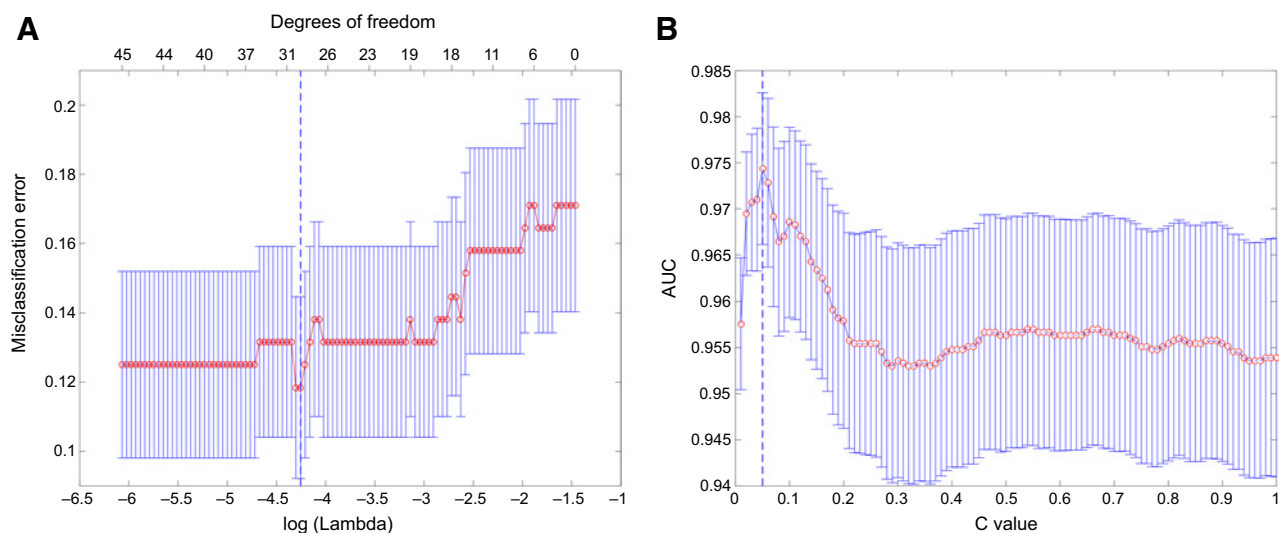 A
Degrees of freedom
45 44 40 37 31 26 23 19 18 11 6 0
Misclassification error
0.2
0.18
0.16
0.14
0.12
0.1
−6.5 −6 −5.5 −5 −4.5 −4 −3.5 −3 −2.5 −2 −1.5 −1
log (Lambda)
B
AUC
0.985
0.98
0.975
0.97
0.965
0.96
0.955
0.95
0.945
0.94
0 0.1 0.2 0.3 0.4 0.5 0.6 0.7 0.8 0.9 1
C value